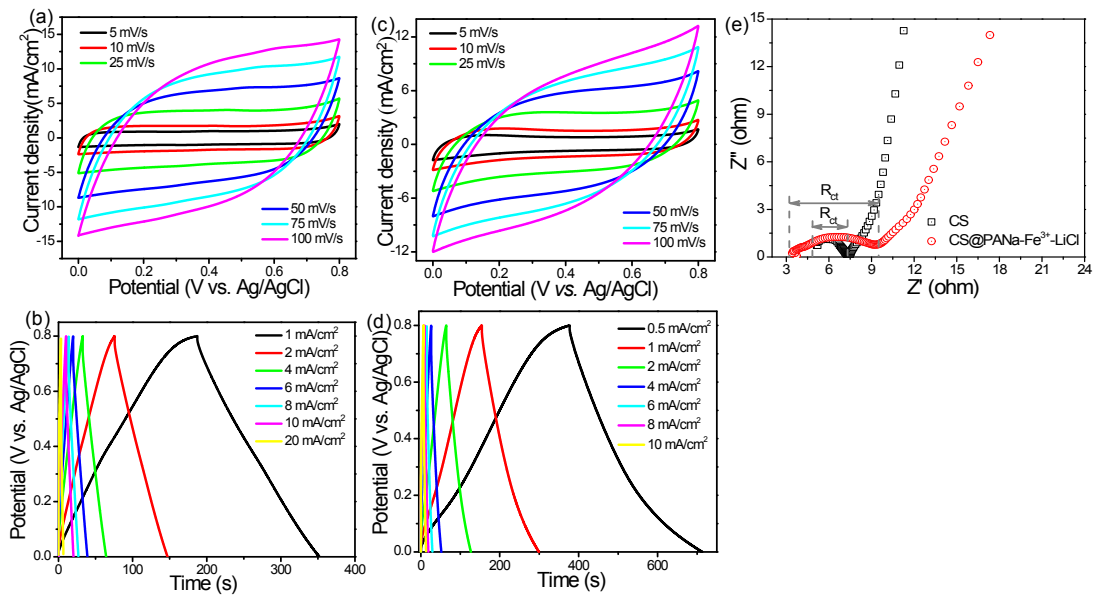 (a)
5 mV/s
10 mV/s
25 mV/s
50 mV/s
75 mV/s
100 mV/s
Current density(mA/cm²)
15
10
5
0
-5
-10
-15
0.0 0.2 0.4 0.6 0.8
Potential (V vs. Ag/AgCl)
(c)
5 mV/s
10 mV/s
25 mV/s
50 mV/s
75 mV/s
100 mV/s
Current density (mA/cm²)
12
6
0
-6
-12
0.0 0.2 0.4 0.6 0.8
Potential (V vs. Ag/AgCl)
(e)
Z'' (ohm)
15
12
9
6
3
0
Rct
Rct
CS
CS@PANa-Fe³⁺-LiCl
3 6 9 12 15 18 21 24
Z' (ohm)
(b)
1 mA/cm²
2 mA/cm²
4 mA/cm²
6 mA/cm²
8 mA/cm²
10 mA/cm²
20 mA/cm²
Potential (V vs. Ag/AgCl)
0.8
0.6
0.4
0.2
0.0
0 100 200 300 400
Time (s)
(d)
0.5 mA/cm²
1 mA/cm²
2 mA/cm²
4 mA/cm²
6 mA/cm²
8 mA/cm²
10 mA/cm²
Potential (V vs. Ag/AgCl)
0.8
0.6
0.4
0.2
0.0
0 200 400 600
Time (s)